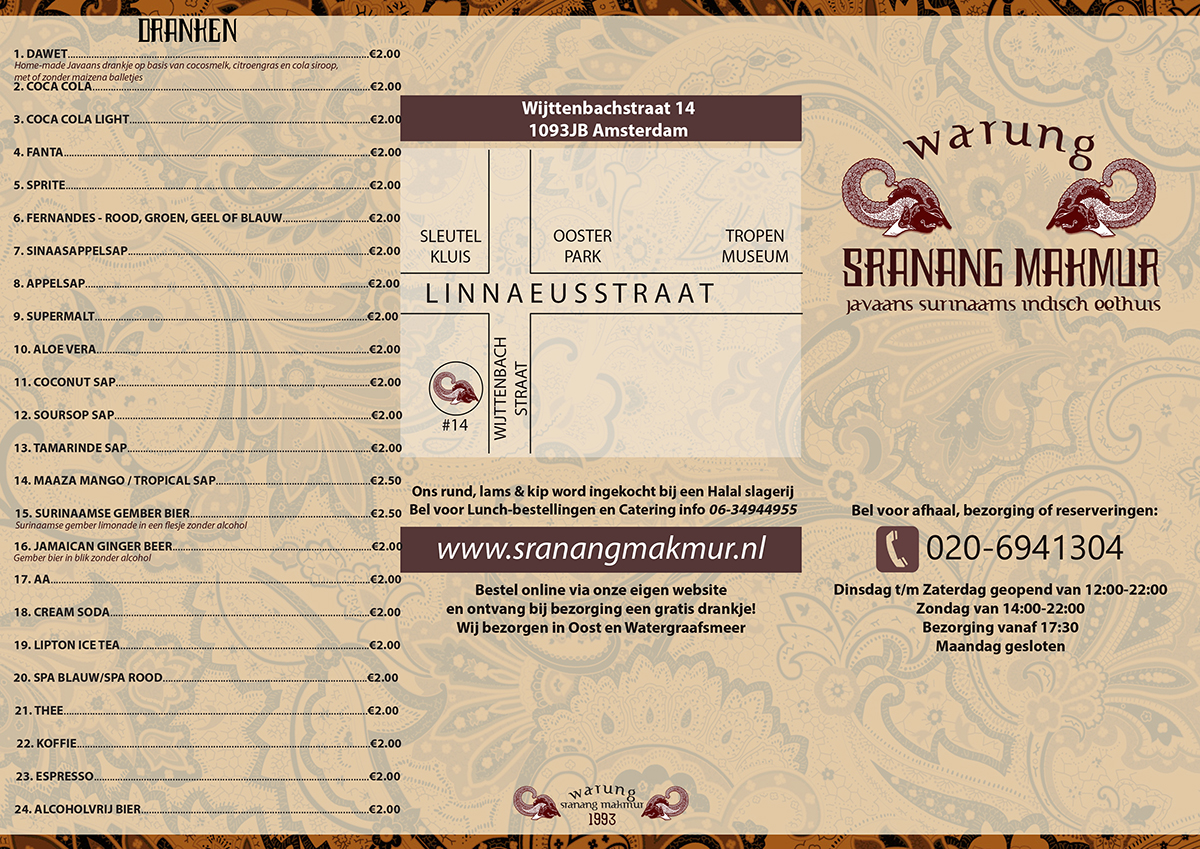 DRANKEN
1. DAWET...€2.00
Home-made Javaans drankje op basis van cocosmelk, citroengras en cola siroop,
met of zonder maizena balletjes
2. COCA COLA...€2.00
3. COCA COLA LIGHT...€2.00
4. FANTA...€2.00
5. SPRITE...€2.00
6. FERNANDES - ROOD, GROEN, GEEL OF BLAUW...€2.00
7. SINAASAPPELSAP...€2.00
8. APPELSAP...€2.00
9. SUPERMALT...€2.00
10. ALOE VERA...€2.00
11. COCONUT SAP...€2.00
12. SOURSOP SAP...€2.00
13. TAMARINDE SAP...€2.00
14. MAAZA MANGO / TROPICAL SAP...€2.50
15. SURINAAMSE GEMBER BIER...€2.50
Surinaamse gember limonade in een flesje zonder alcohol
16. JAMAICAN GINGER BEER...€2.00
Gember bier in blik zonder alcohol
17. AA...€2.00
18. CREAM SODA...€2.00
19. LIPTON ICE TEA...€2.00
20. SPA BLAUW/SPA ROOD...€2.00
21. THEE...€2.00
22. KOFFIE...€2.00
23. ESPRESSO...€2.00
24. ALCOHOLVRIJ BIER...€2.00
Wijttenbachstraat 14
1093JB Amsterdam
SLEUTEL
KLUIS
OOSTER
PARK
TROPEN
MUSEUM
LINNAEUSSTRAAT
WIJTTENBACH
STRAAT
#14
Ons rund, lams & kip word ingekocht bij een Halal slagerij
Bel voor Lunch-bestellingen en Catering info 06-34944955
www.sranangmakmur.nl
Bestel online via onze eigen website
en ontvang bij bezorging een gratis drankje!
Wij bezorgen in Oost en Watergraafsmeer
warung
sranang makmur
1993
warung
SRANANG MAKMUR
javaans surinaams indisch eethuis
Bel voor afhaal, bezorging of reserveringen:
020-6941304
Dinsdag t/m Zaterdag geopend van 12:00-22:00
Zondag van 14:00-22:00
Bezorging vanaf 17:30
Maandag gesloten